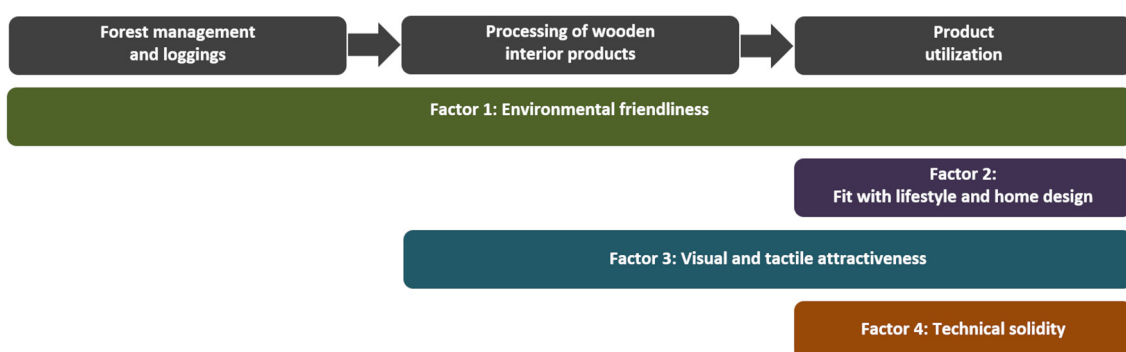 Forest management
and loggings
Processing of wooden
interior products
Product
utilization
Factor 1: Environmental friendliness
Factor 2:
Fit with lifestyle and home design
Factor 3: Visual and tactile attractiveness
Factor 4: Technical solidity